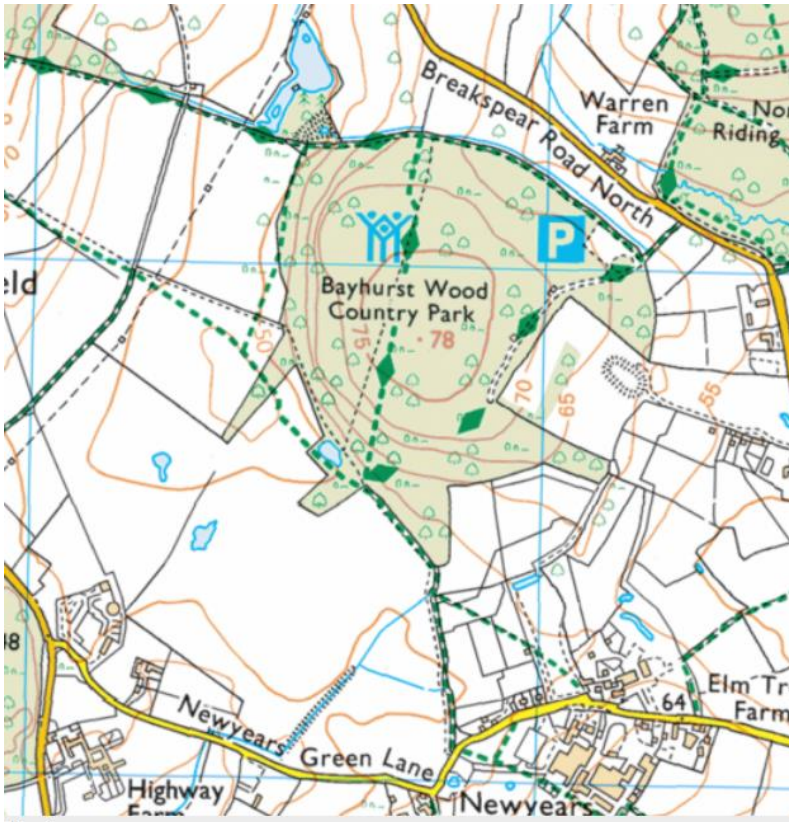 Breakspear Road North
Warren
Farm
Nor
Riding
70
P
eld
Bayhurst Wood
Country Park
50
75
78
70
65
55
48
Newyears
Green Lane
64
Elm Tr
Farm
Highway
Farm
Newyears